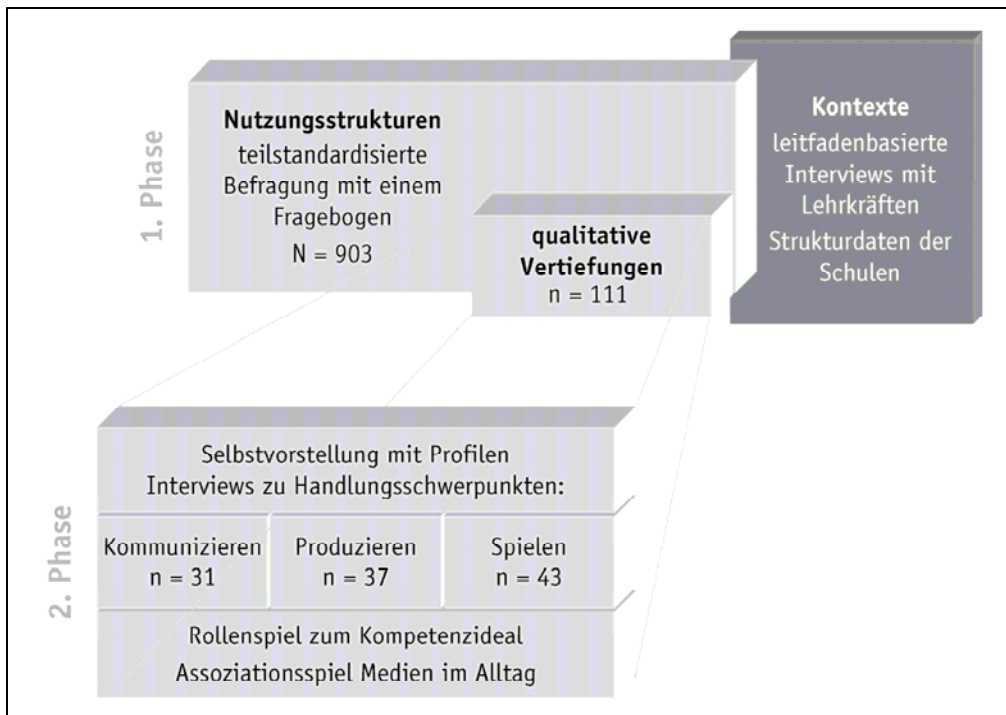 1. Phase
Nutzungsstrukturen
teilstandardisierte
Befragung mit einem
Fragebogen
N = 903
qualitative
Vertiefungen
n = 111
Kontexte
leitfadenbasierte
Interviews mit
Lehrkräften
Strukturdaten der
Schulen
2. Phase
Selbstvorstellung mit Profilen
Interviews zu Handlungsschwerpunkten:
Kommunizieren
n = 31
Produzieren
n = 37
Spielen
n = 43
Rollenspiel zum Kompetenzideal
Assoziationsspiel Medien im Alltag